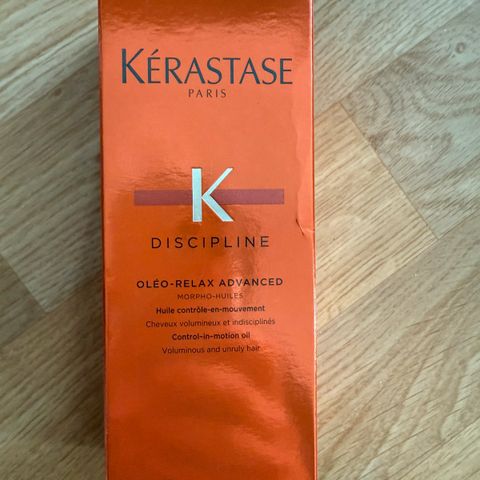 KÉRASTASE
PARIS
K
DISCIPLINE
OLÉO-RELAX ADVANCED
MORPHO-HUILES
Huile contrôle-en-mouvement
Cheveux volumineux et indisciplinés
Control-in-motion oil
Voluminous and unruly hair